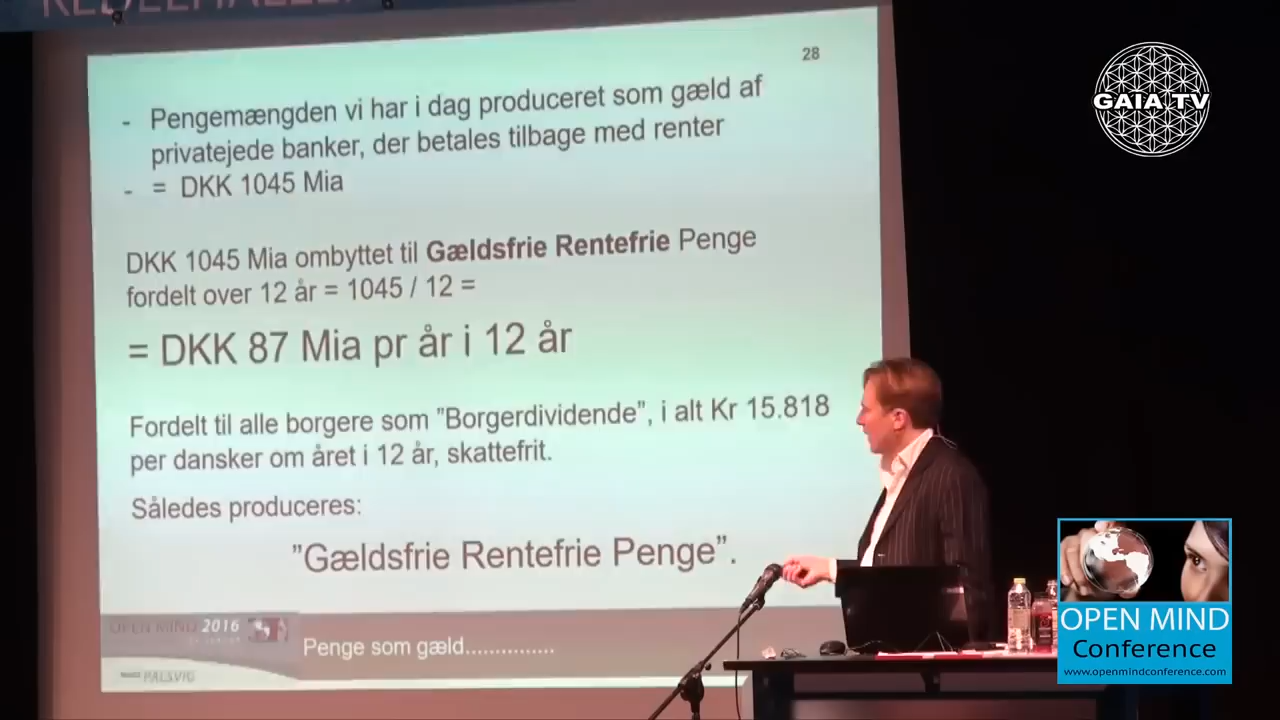 28
- Pengemængden vi har i dag produceret som gæld af
privatejede banker, der betales tilbage med renter
- = DKK 1045 Mia
DKK 1045 Mia ombyttet til Gældsfrie Rentefrie Penge
fordelt over 12 år = 1045 / 12 =
= DKK 87 Mia pr år i 12 år
Fordelt til alle borgere som ”Borgerdividende”, i alt Kr 15.818
per dansker om året i 12 år, skattefrit.
Således produceres:
”Gældsfrie Rentefrie Penge”.
OPEN MIND 2016
Penge som gæld...............
PALSVIG
GAIA TV
OPEN MIND
Conference
www.openmindconference.com